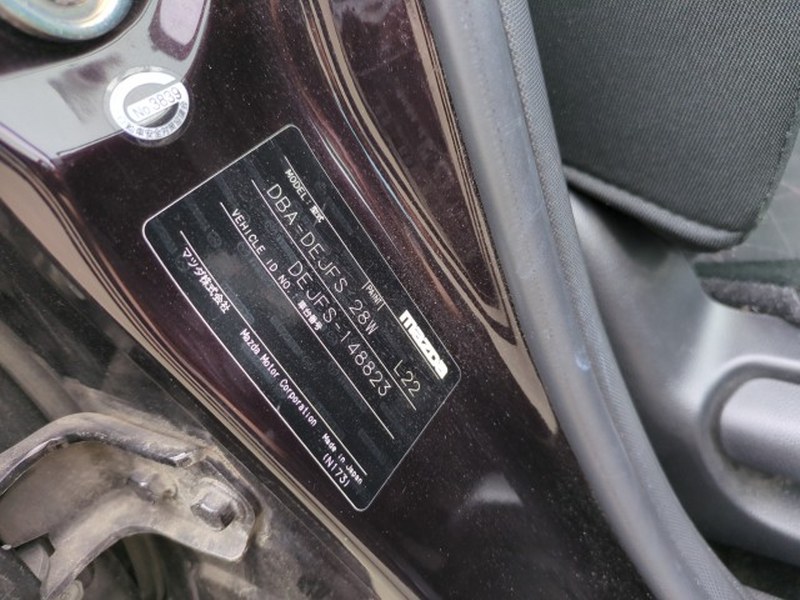 No.3839
MODEL 型式
PAINT
mazda
DBA-DEJFS 28W L22
VEHICLE ID NO. 車台番号
DEJFS-148823
マツダ株式会社 Mazda Motor Corporation Made in Japan
(N173)